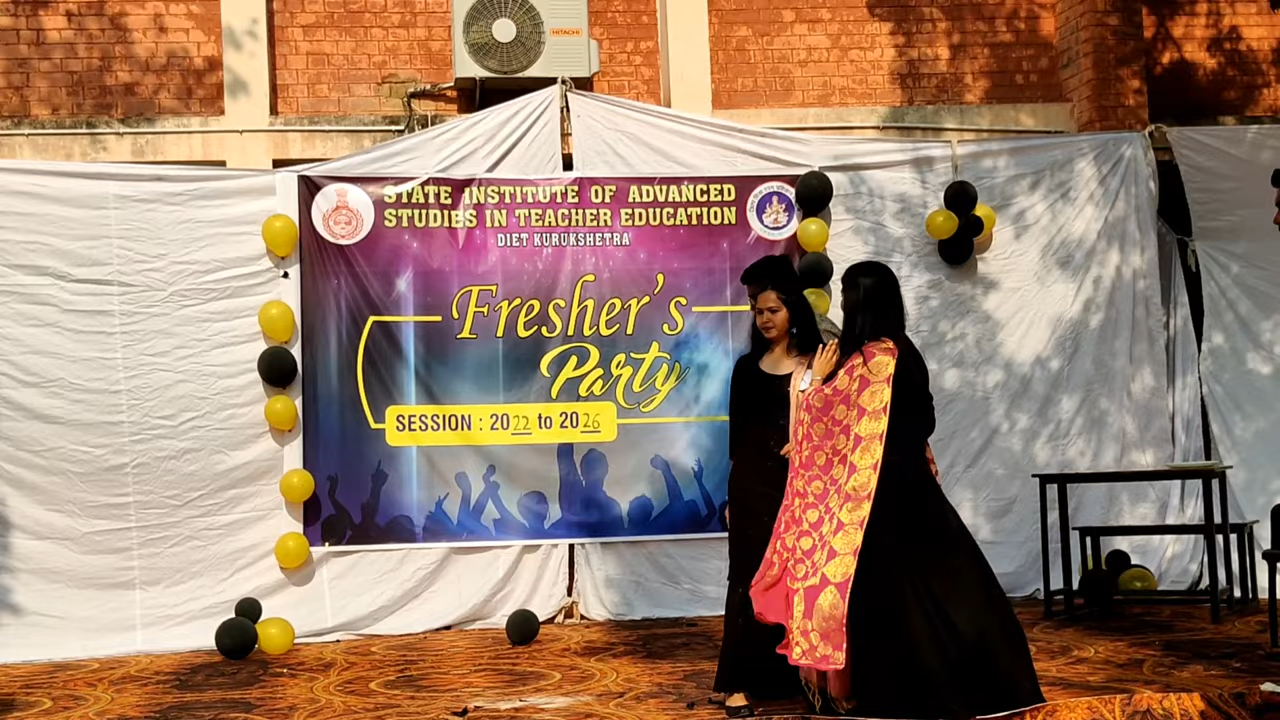 HITACHI
STATE INSTITUTE OF ADVANCED
STUDIES IN TEACHER EDUCATION
DIET KURUKSHETRA
Fresher's
Party
SESSION : 2022 to 2026